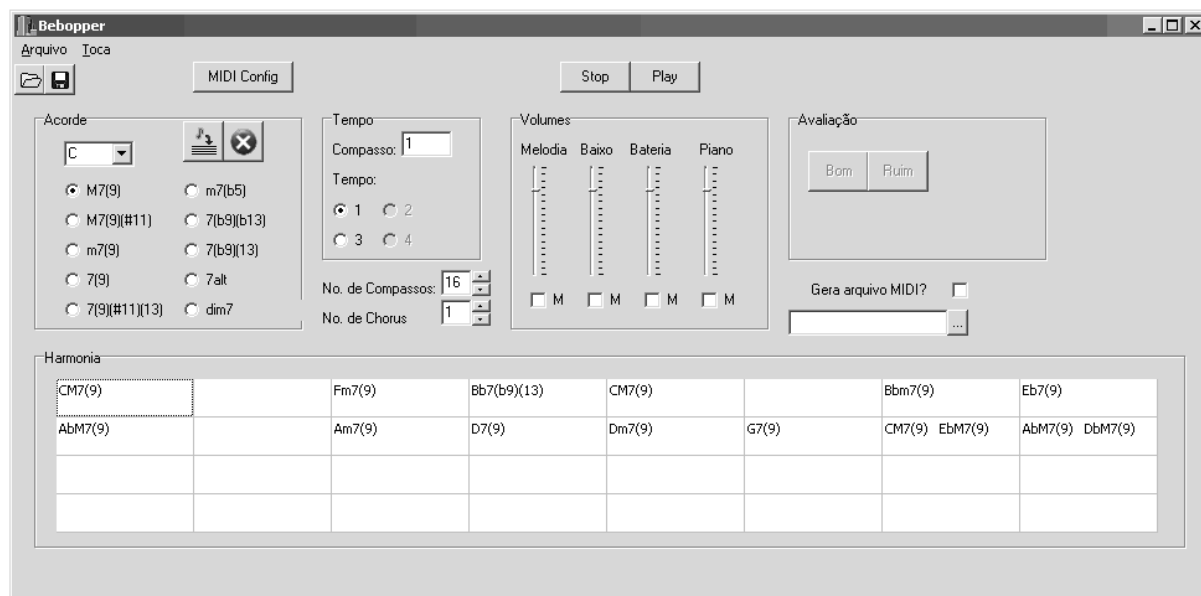 Bebopper
Arquivo Toca
MIDI Config
Stop Play
Acorde
C
M7(9) m7(b5)
M7(9)(#11) 7(b9)(b13)
m7(9) 7(b9)(13)
7(9) 7alt
7(9)(#11)(13) dim7
Tempo
Compasso: 1
Tempo:
1 2
3 4
No. de Compassos: 16
No. de Chorus 1
Volumes
Melodia Baixo Bateria Piano
M M M M
Avaliação
Bom Ruim
Gera arquivo MIDI?
...
Harmonia
CM7(9) Fm7(9) Bb7(b9)(13) CM7(9) Bbm7(9) Eb7(9)
AbM7(9) Am7(9) D7(9) Dm7(9) G7(9) CM7(9) EbM7(9) AbM7(9) DbM7(9)